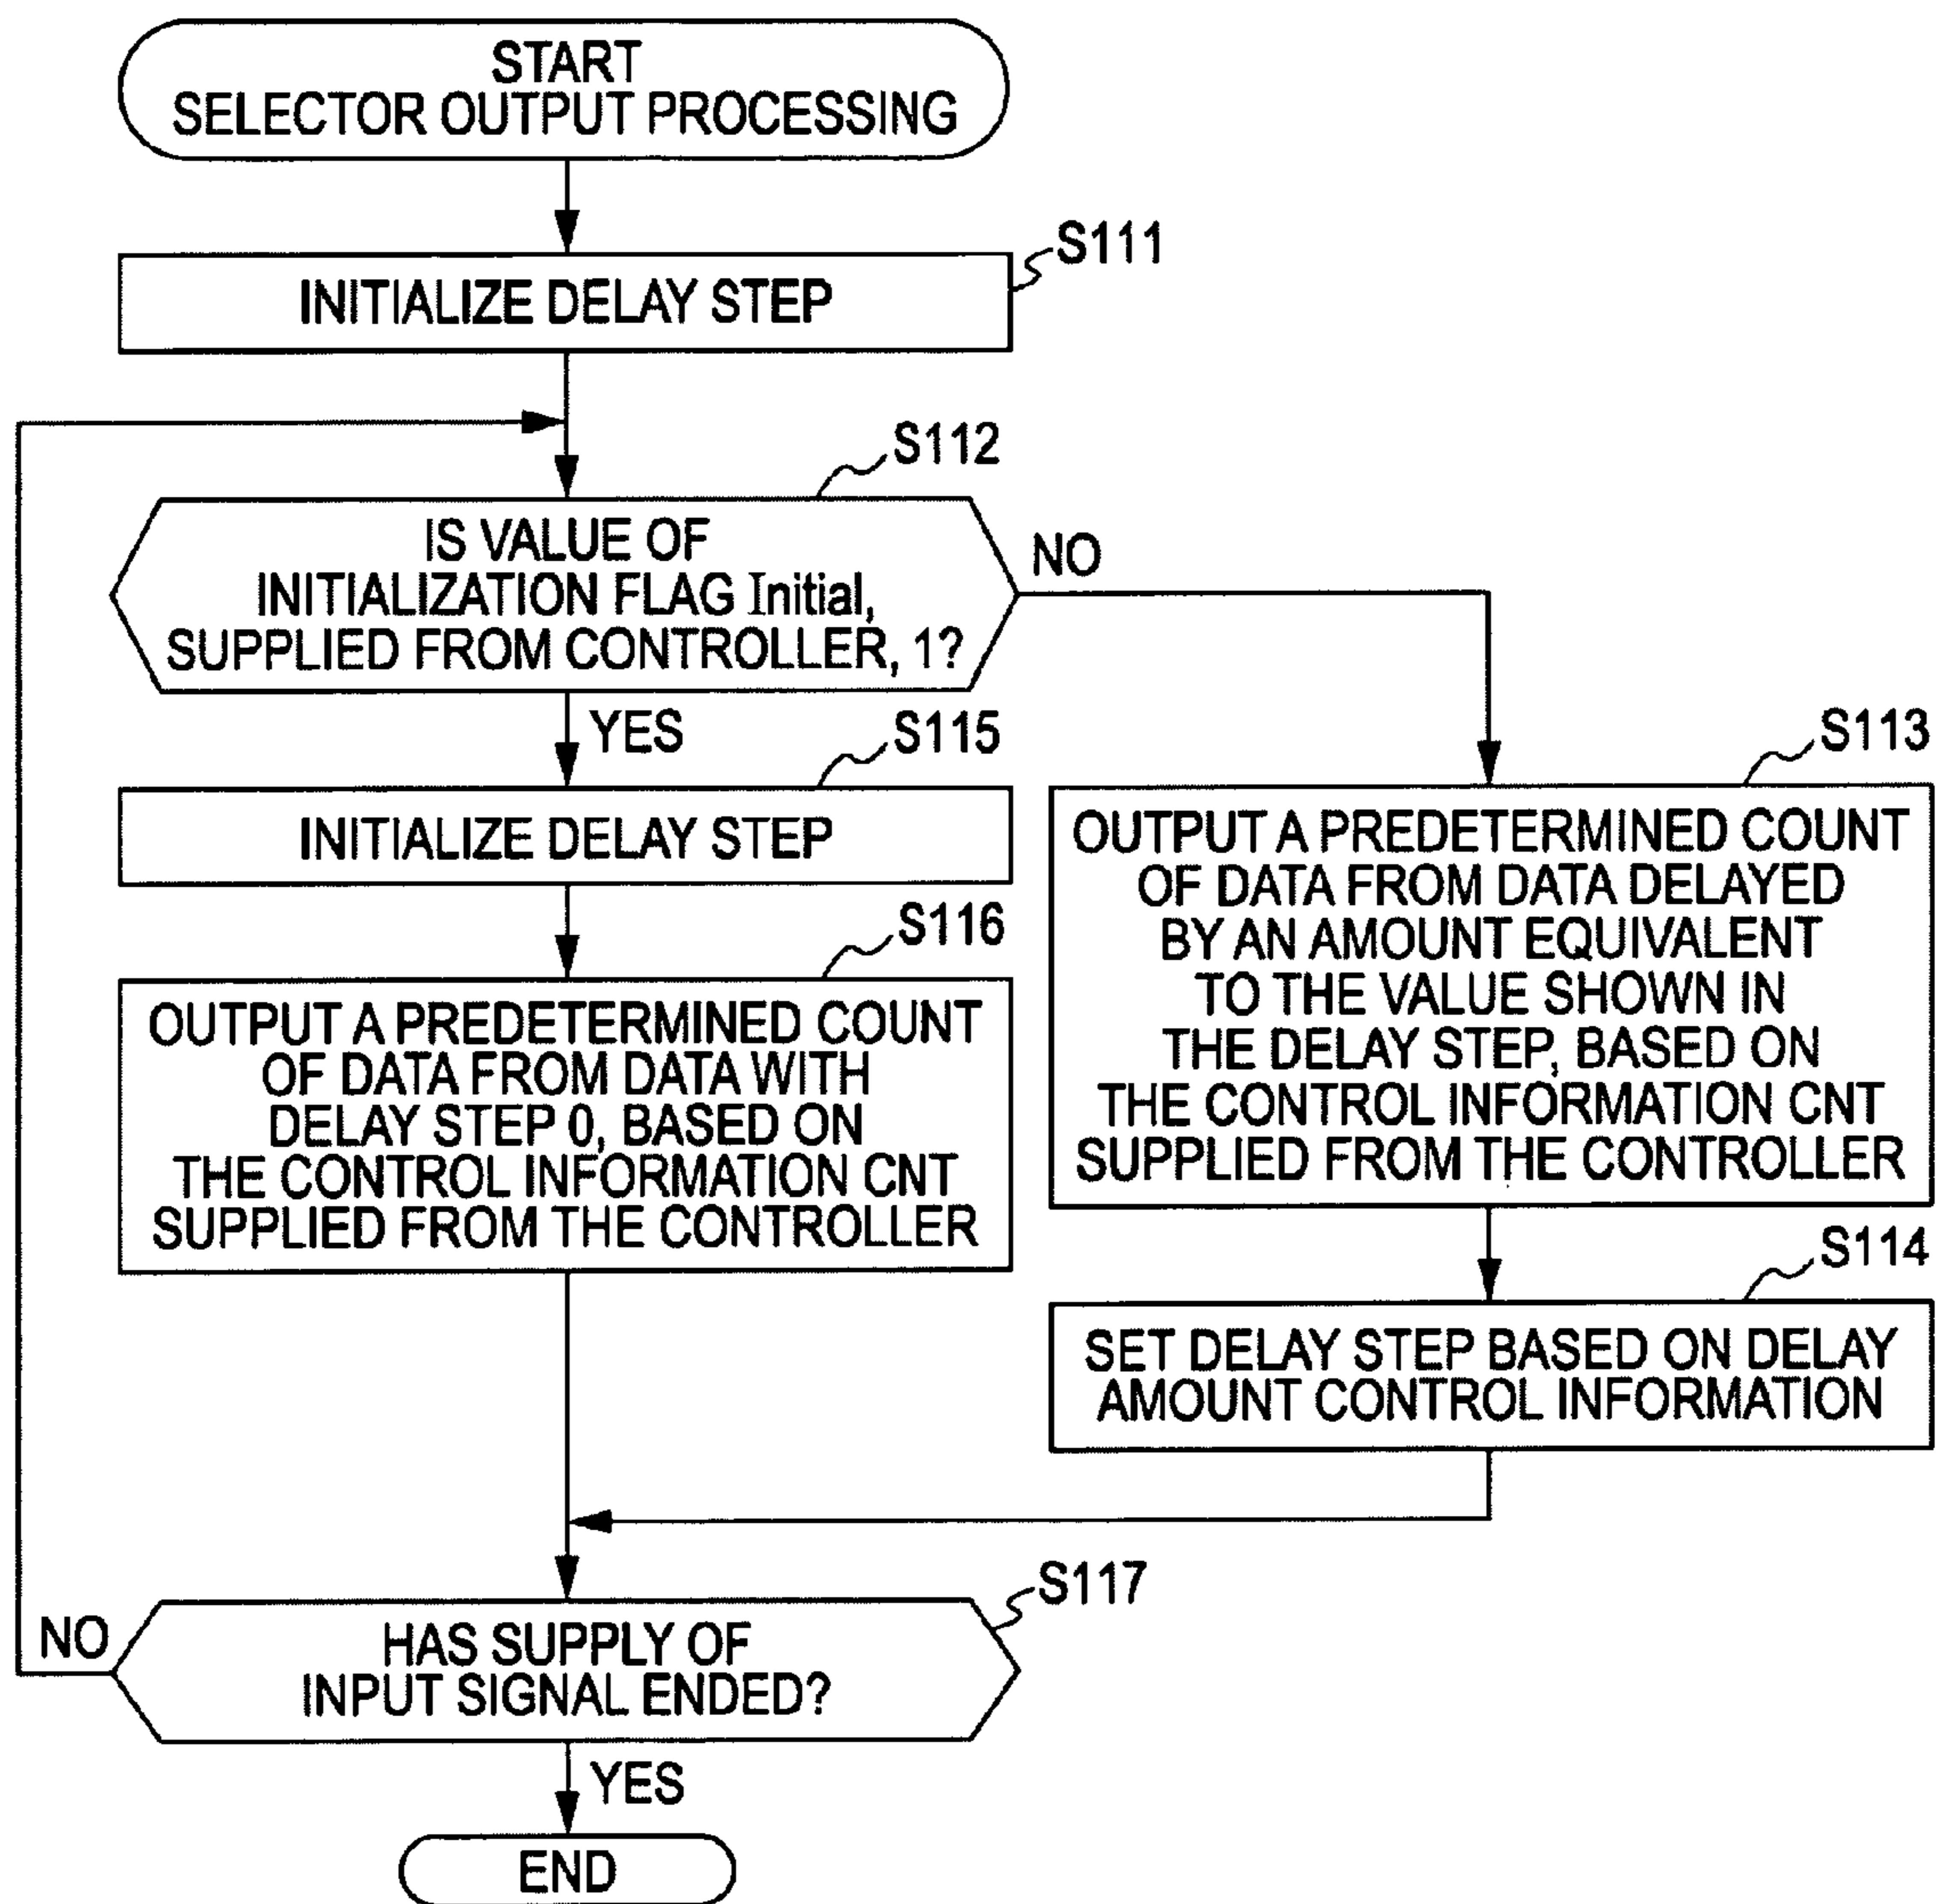 START
SELECTOR OUTPUT PROCESSING
S111
INITIALIZE DELAY STEP
S112
IS VALUE OF
INITIALIZATION FLAG Initial,
SUPPLIED FROM CONTROLLER, 1?
NO
YES
S115
INITIALIZE DELAY STEP
S116
OUTPUT A PREDETERMINED COUNT
OF DATA FROM DATA WITH
DELAY STEP 0, BASED ON
THE CONTROL INFORMATION CNT
SUPPLIED FROM THE CONTROLLER
S113
OUTPUT A PREDETERMINED COUNT
OF DATA FROM DATA DELAYED
BY AN AMOUNT EQUIVALENT
TO THE VALUE SHOWN IN
THE DELAY STEP, BASED ON
THE CONTROL INFORMATION CNT
SUPPLIED FROM THE CONTROLLER
S114
SET DELAY STEP BASED ON DELAY
AMOUNT CONTROL INFORMATION
S117
NO
HAS SUPPLY OF
INPUT SIGNAL ENDED?
YES
END